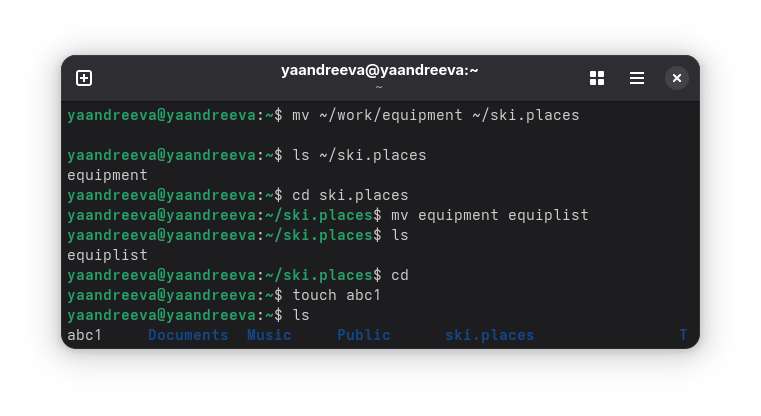 yaandreeva@yaandreeva:~
~
yaandreeva@yaandreeva:~$ mv ~/work/equipment ~/ski.places
yaandreeva@yaandreeva:~$ ls ~/ski.places
equipment
yaandreeva@yaandreeva:~$ cd ski.places
yaandreeva@yaandreeva:~/ski.places$ mv equipment equiplist
yaandreeva@yaandreeva:~/ski.places$ ls
equiplist
yaandreeva@yaandreeva:~/ski.places$ cd
yaandreeva@yaandreeva:~$ touch abc1
yaandreeva@yaandreeva:~$ ls
abc1 Documents Music Public ski.places T